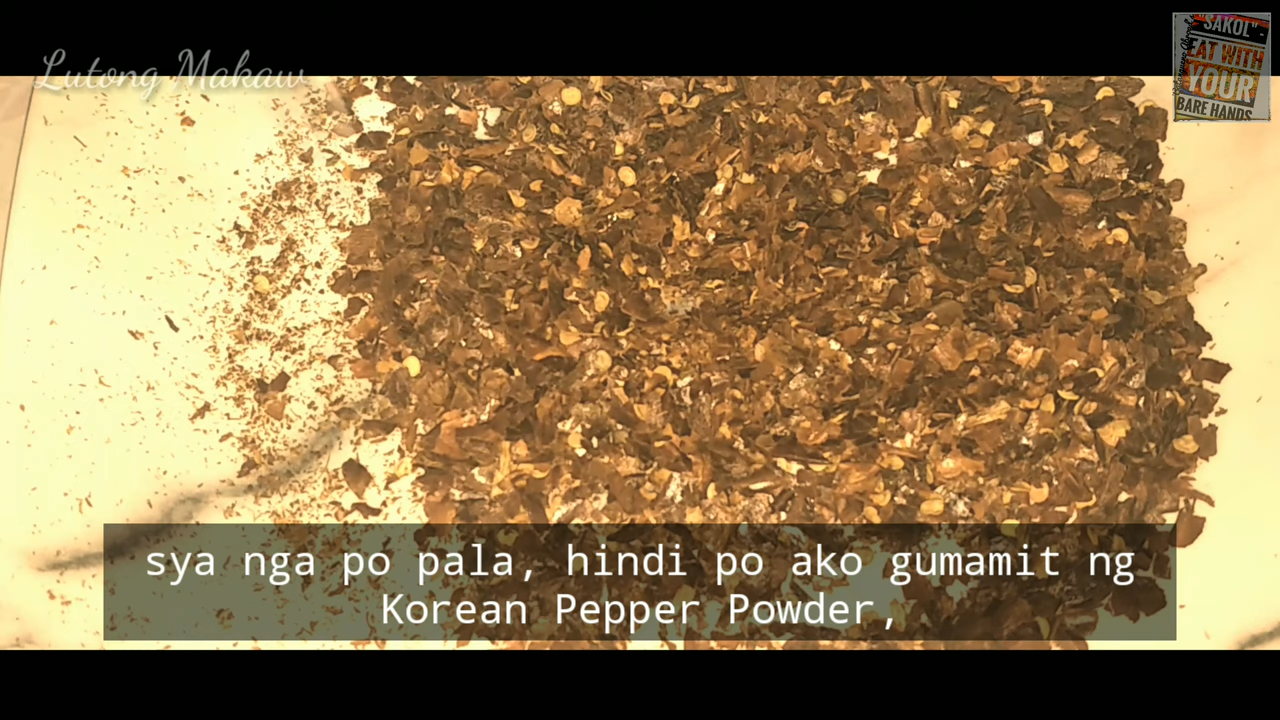 Lutong Makaw
"SAKOL"
EAT WITH
YOUR
BARE HANDS
sya nga po pala, hindi po ako gumamit ng
Korean Pepper Powder,